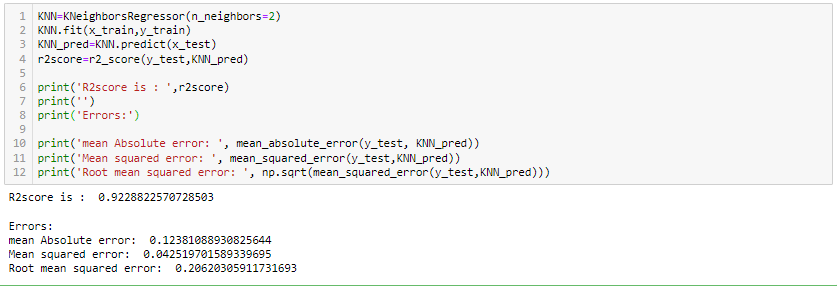 1 KNN=KNeighborsRegressor(n_neighbors=2)
2 KNN.fit(x_train,y_train)
3 KNN_pred=KNN.predict(x_test)
4 r2score=r2_score(y_test,KNN_pred)
5
6 print('R2score is : ',r2score)
7 print('')
8 print('Errors:')
9
10 print('mean Absolute error: ', mean_absolute_error(y_test, KNN_pred))
11 print('Mean squared error: ', mean_squared_error(y_test,KNN_pred))
12 print('Root mean squared error: ', np.sqrt(mean_squared_error(y_test,KNN_pred)))
R2score is :  0.9228822570728503
Errors:
mean Absolute error:  0.12381088930825644
Mean squared error:  0.042519701589339695
Root mean squared error:  0.20620305911731693